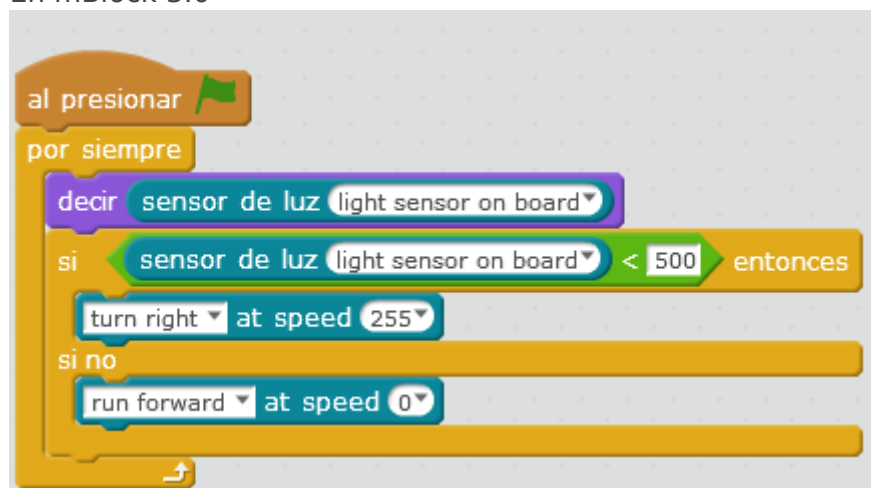 al presionar
por siempre
decir sensor de luz light sensor on board
si sensor de luz light sensor on board < 500 entonces
turn right at speed 255
si no
run forward at speed 0